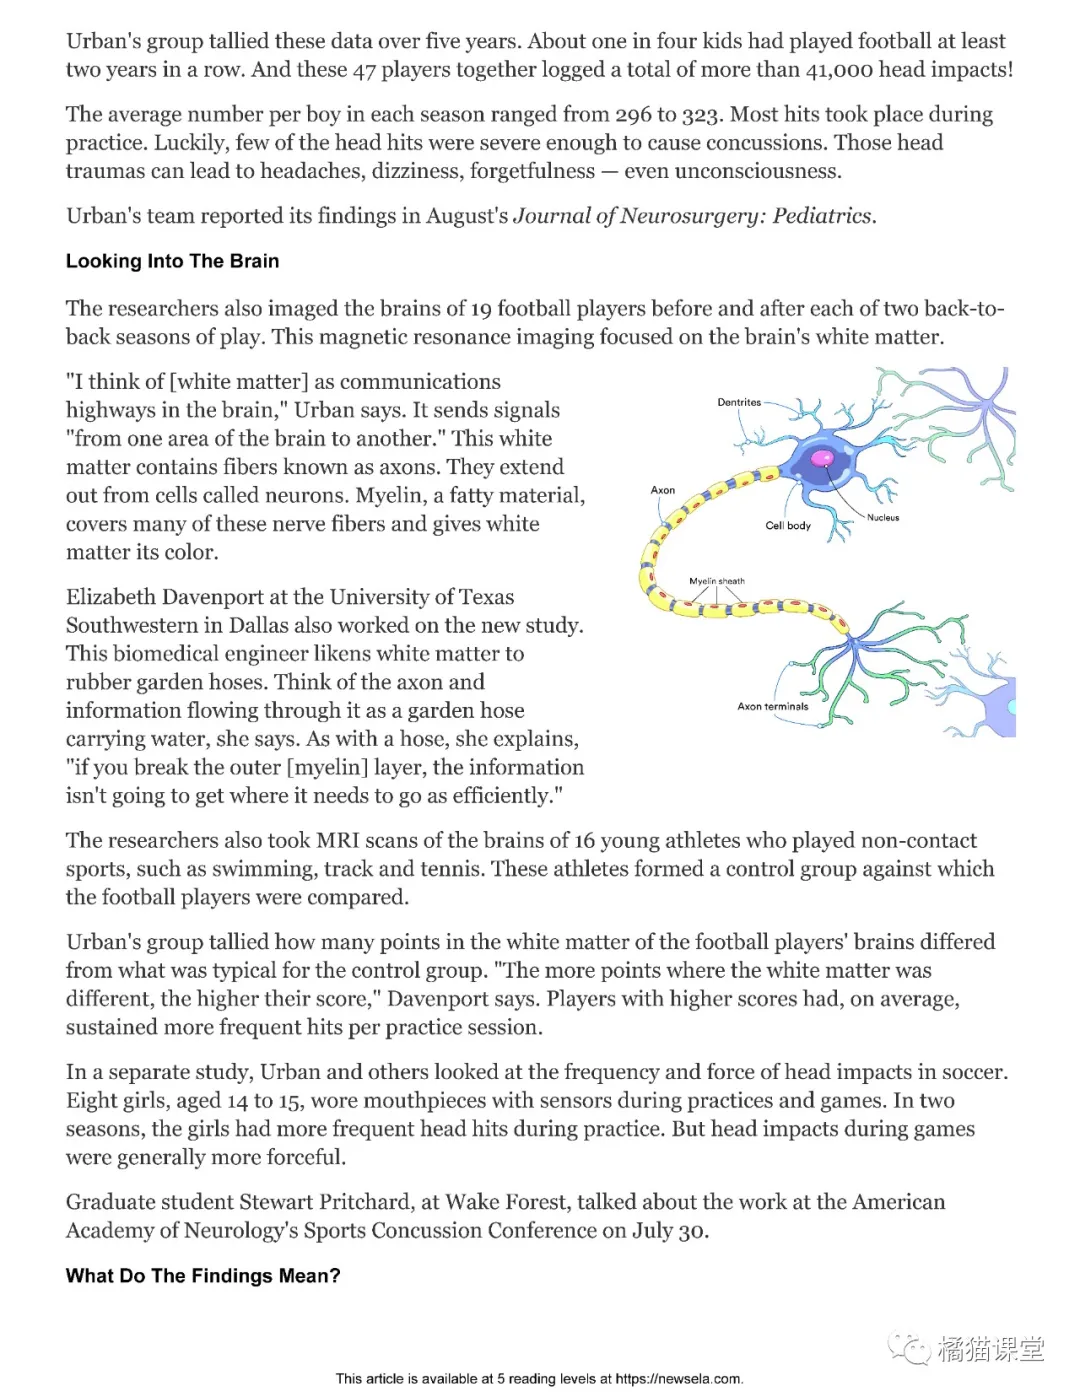 Urban's group tallied these data over five years. About one in four kids had played football at least
two years in a row. And these 47 players together logged a total of more than 41,000 head impacts!
The average number per boy in each season ranged from 296 to 323. Most hits took place during
practice. Luckily, few of the head hits were severe enough to cause concussions. Those head
traumas can lead to headaches, dizziness, forgetfulness — even unconsciousness.
Urban's team reported its findings in August's Journal of Neurosurgery: Pediatrics.
Looking Into The Brain
The researchers also imaged the brains of 19 football players before and after each of two back-to-
back seasons of play. This magnetic resonance imaging focused on the brain's white matter.
"I think of [white matter] as communications
highways in the brain," Urban says. It sends signals
"from one area of the brain to another." This white
matter contains fibers known as axons. They extend
out from cells called neurons. Myelin, a fatty material,
covers many of these nerve fibers and gives white
matter its color.
Elizabeth Davenport at the University of Texas
Southwestern in Dallas also worked on the new study.
This biomedical engineer likens white matter to
rubber garden hoses. Think of the axon and
information flowing through it as a garden hose
carrying water, she says. As with a hose, she explains,
"if you break the outer [myelin] layer, the information
isn't going to get where it needs to go as efficiently."
Dentrites
Axon
Cell body
Nucleus
Myelin sheath
Axon terminals
The researchers also took MRI scans of the brains of 16 young athletes who played non-contact
sports, such as swimming, track and tennis. These athletes formed a control group against which
the football players were compared.
Urban's group tallied how many points in the white matter of the football players' brains differed
from what was typical for the control group. "The more points where the white matter was
different, the higher their score," Davenport says. Players with higher scores had, on average,
sustained more frequent hits per practice session.
In a separate study, Urban and others looked at the frequency and force of head impacts in soccer.
Eight girls, aged 14 to 15, wore mouthpieces with sensors during practices and games. In two
seasons, the girls had more frequent head hits during practice. But head impacts during games
were generally more forceful.
Graduate student Stewart Pritchard, at Wake Forest, talked about the work at the American
Academy of Neurology's Sports Concussion Conference on July 30.
What Do The Findings Mean?
橘猫课堂
This article is available at 5 reading levels at https://newsela.com.